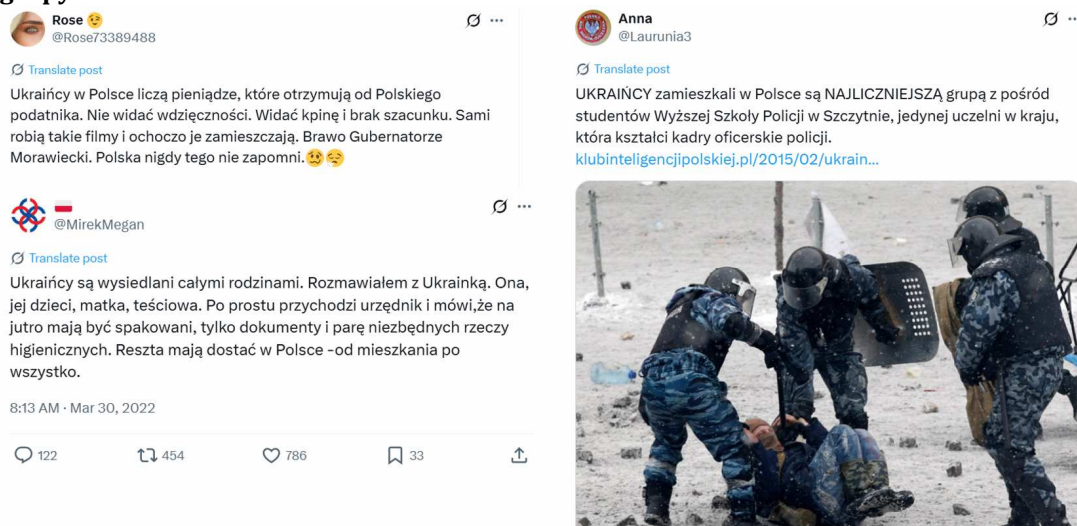 Rose 😉
@Rose73389488
Translate post
Ukraińcy w Polsce liczą pieniądze, które otrzymują od Polskiego
podatnika. Nie widać wdzięczności. Widać kpinę i brak szacunku. Sami
robią takie filmy i ochoczo je zamieszczają. Brawo Gubernatorze
Morawiecki. Polska nigdy tego nie zapomni.🥴😪
@MirekMegan
Translate post
Ukraińcy są wysiedlani całymi rodzinami. Rozmawiałem z Ukrainką. Ona,
jej dzieci, matka, teściowa. Po prostu przychodzi urzędnik i mówi,że na
jutro mają być spakowani, tylko dokumenty i parę niezbędnych rzeczy
higienicznych. Reszta mają dostać w Polsce -od mieszkania po
wszystko.
8:13 AM · Mar 30, 2022
122 454 786 33
Anna
@Laurunia3
Translate post
UKRAIŃCY zamieszkali w Polsce są NAJLICZNIEJSZĄ grupą z pośród
studentów Wyższej Szkoły Policji w Szczytnie, jedynej uczelni w kraju,
która kształci kadry oficerskie policji.
klubinteligencjipolskiej.pl/2015/02/ukrain...